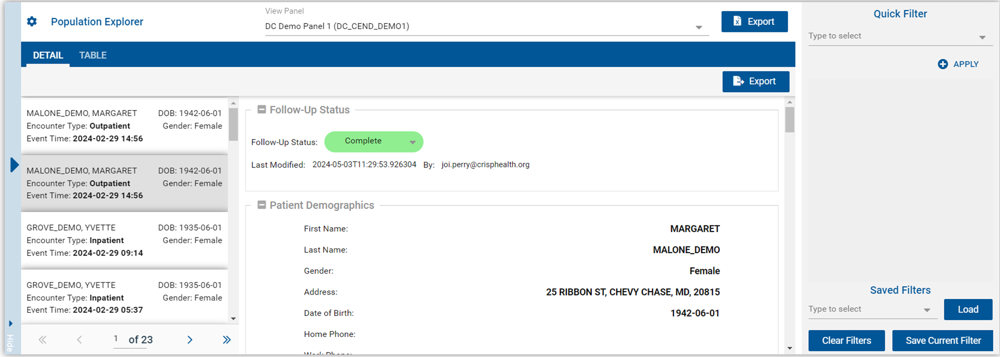 Population Explorer
View Panel
DC Demo Panel 1 (DC_CEND_DEMO1)
Export
DETAIL TABLE
Export
MALONE_DEMO, MARGARET DOB: 1942-06-01
Encounter Type: Outpatient Gender: Female
Event Time: 2024-02-29 14:56
MALONE_DEMO, MARGARET DOB: 1942-06-01
Encounter Type: Outpatient Gender: Female
Event Time: 2024-02-29 14:56
GROVE_DEMO, YVETTE DOB: 1935-06-01
Encounter Type: Inpatient Gender: Female
Event Time: 2024-02-29 09:14
GROVE_DEMO, YVETTE DOB: 1935-06-01
Encounter Type: Inpatient Gender: Female
Event Time: 2024-02-29 05:37
1 of 23
Hide
Follow-Up Status
Follow-Up Status: Complete
Last Modified: 2024-05-03T11:29:53.926304 By: joi.perry@crisphealth.org
Patient Demographics
First Name: MARGARET
Last Name: MALONE_DEMO
Gender: Female
Address: 25 RIBBON ST, CHEVY CHASE, MD, 20815
Date of Birth: 1942-06-01
Home Phone:
Work Phone:
Quick Filter
Type to select
APPLY
Saved Filters
Type to select
Load
Clear Filters Save Current Filter